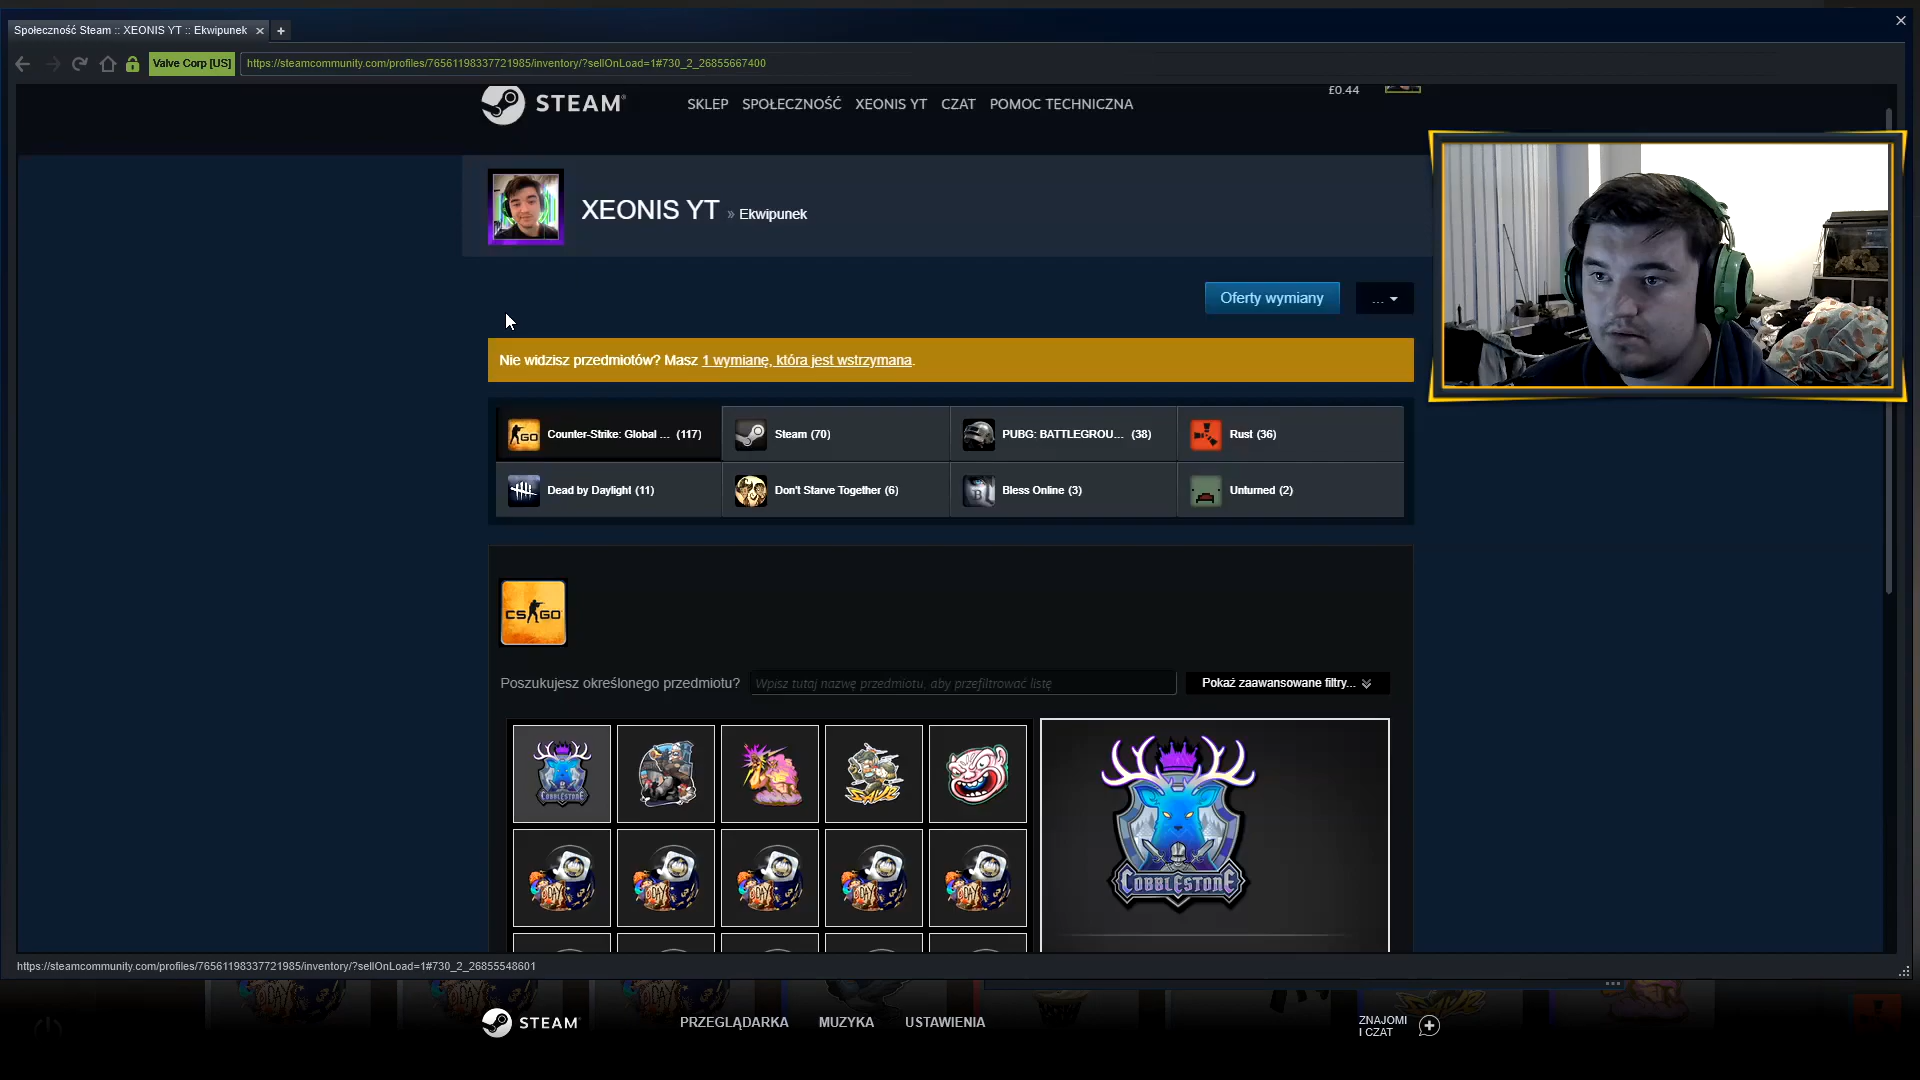 Społeczność Steam :: XEONIS YT :: Ekwipunek
Valve Corp [US]
https://steamcommunity.com/profiles/76561198337721985/inventory/?sellOnLoad=1#730_2_26855667400
£0.44
STEAM
SKLEP SPOŁECZNOŚĆ XEONIS YT CZAT POMOC TECHNICZNA
XEONIS YT » Ekwipunek
Oferty wymiany
...
Nie widzisz przedmiotów? Masz 1 wymianę, która jest wstrzymana.
Counter-Strike: Global ... (117)
Steam (70)
PUBG: BATTLEGROU... (38)
Rust (36)
Dead by Daylight (11)
Don't Starve Together (6)
Bless Online (3)
Unturned (2)
CS GO
Poszukujesz określonego przedmiotu?
Wpisz tutaj nazwę przedmiotu, aby przefiltrować listę
Pokaż zaawansowane filtry...
COBBLESTONE
COBBLESTONE
https://steamcommunity.com/profiles/76561198337721985/inventory/?sellOnLoad=1#730_2_26855548601
STEAM
PRZEGLĄDARKA MUZYKA USTAWIENIA
ZNAJOMI
I CZAT